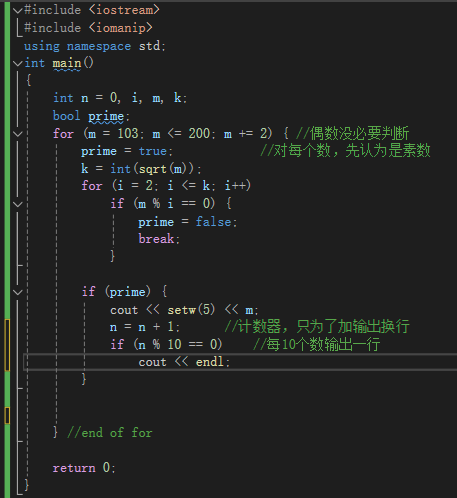 #include <iostream>
#include <iomanip>
using namespace std;
int main()
{
    int n = 0, i, m, k;
    bool prime;
    for (m = 103; m <= 200; m += 2) { //偶数没必要判断
        prime = true;            //对每个数，先认为是素数
        k = int(sqrt(m));
        for (i = 2; i <= k; i++)
            if (m % i == 0) {
                prime = false;
                break;
            }
        if (prime) {
            cout << setw(5) << m;
            n = n + 1;      //计数器，只为了加输出换行
            if (n % 10 == 0)    //每10个数输出一行
                cout << endl;
        }
    } //end of for
    return 0;
}